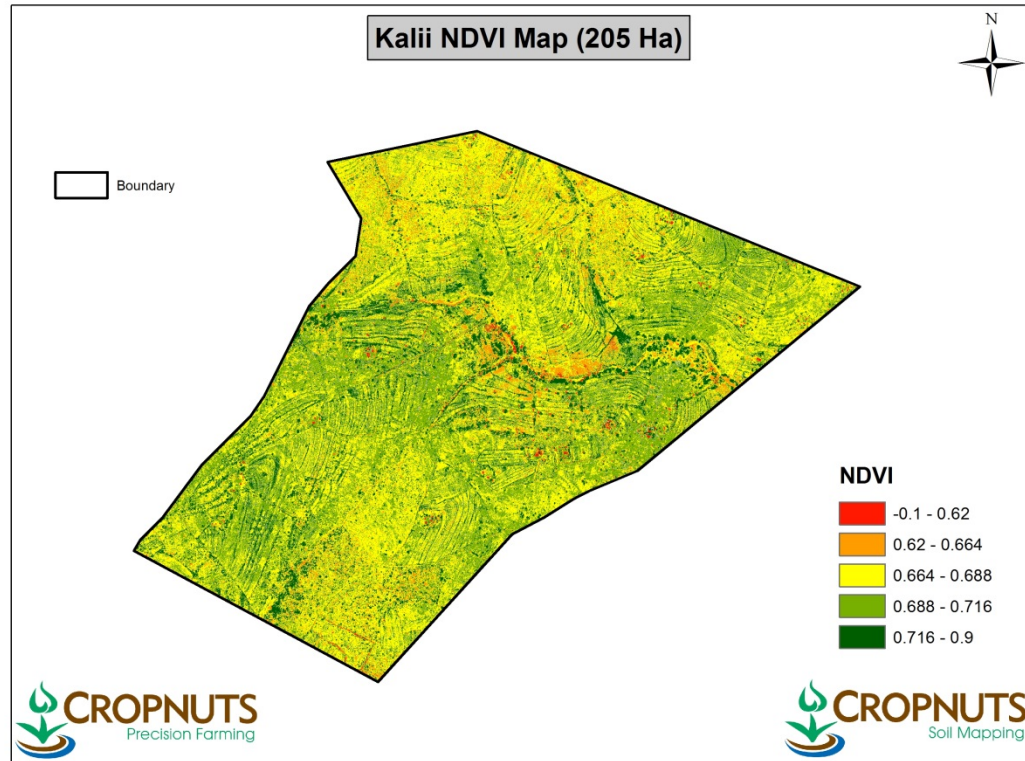 Kalii NDVI Map (205 Ha)
N
Boundary
NDVI
-0.1 - 0.62
0.62 - 0.664
0.664 - 0.688
0.688 - 0.716
0.716 - 0.9
CROPNUTS
Precision Farming
CROPNUTS
Soil Mapping